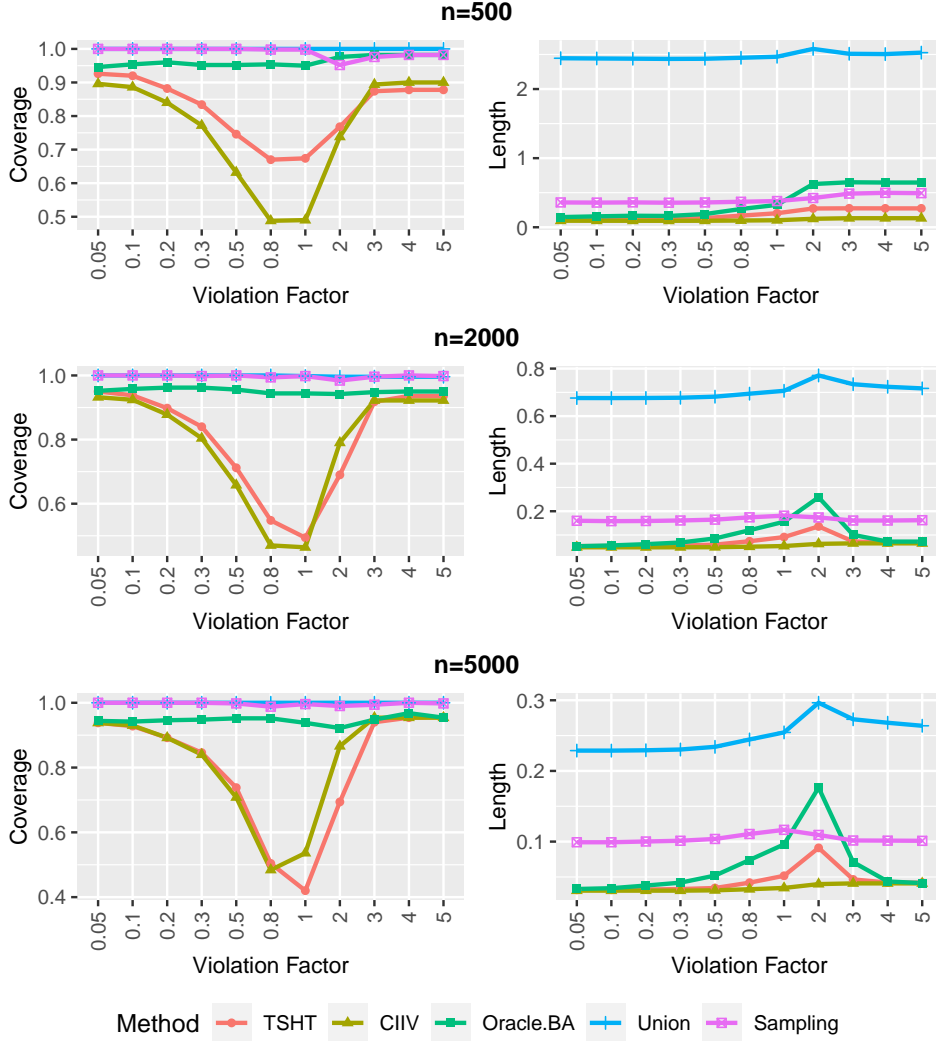 n=500
Coverage
1.0
0.9
0.8
0.7
0.6
0.5
0.05 0.1 0.2 0.3 0.5 0.8 1 2 3 4 5
Violation Factor
Length
2
1
0
0.05 0.1 0.2 0.3 0.5 0.8 1 2 3 4 5
Violation Factor
n=2000
Coverage
1.0
0.8
0.6
0.05 0.1 0.2 0.3 0.5 0.8 1 2 3 4 5
Violation Factor
Length
0.8
0.6
0.4
0.2
0.05 0.1 0.2 0.3 0.5 0.8 1 2 3 4 5
Violation Factor
n=5000
Coverage
1.0
0.8
0.6
0.4
0.05 0.1 0.2 0.3 0.5 0.8 1 2 3 4 5
Violation Factor
Length
0.3
0.2
0.1
0.05 0.1 0.2 0.3 0.5 0.8 1 2 3 4 5
Violation Factor
Method TSHT CIIV Oracle.BA Union Sampling